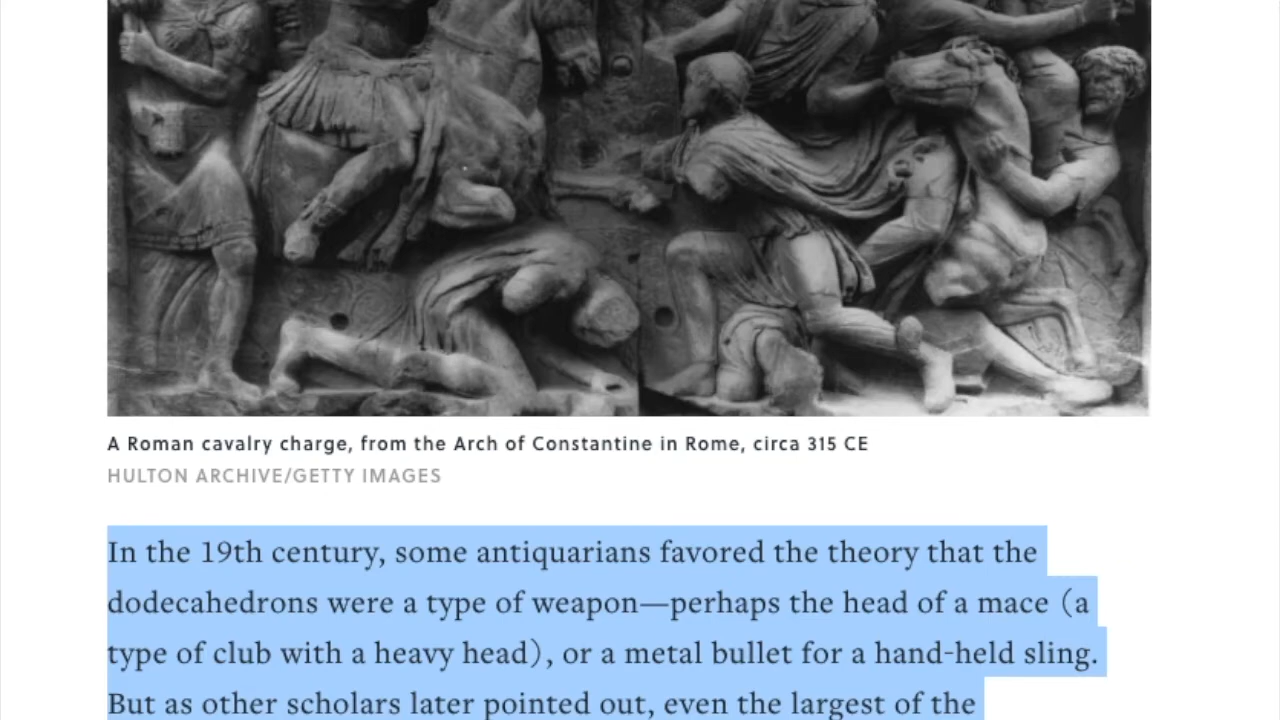 A Roman cavalry charge, from the Arch of Constantine in Rome, circa 315 CE
HULTON ARCHIVE/GETTY IMAGES
In the 19th century, some antiquarians favored the theory that the
dodecahedrons were a type of weapon—perhaps the head of a mace (a
type of club with a heavy head), or a metal bullet for a hand-held sling.
But as other scholars later pointed out, even the largest of the